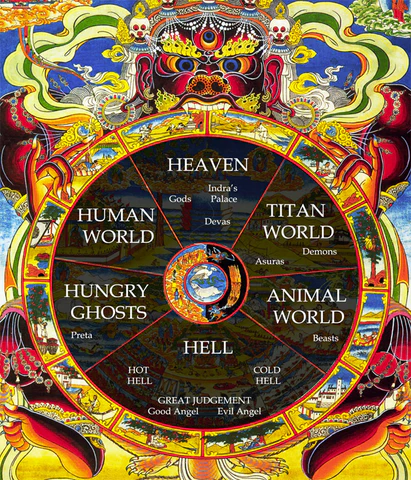 HEAVEN
Indra's
Gods Palace
Devas
HUMAN
WORLD
TITAN
WORLD
Demons
Asuras
HUNGRY
GHOSTS
Preta
ANIMAL
WORLD
Beasts
HELL
HOT
HELL
COLD
HELL
GREAT JUDGEMENT
Good Angel Evil Angel